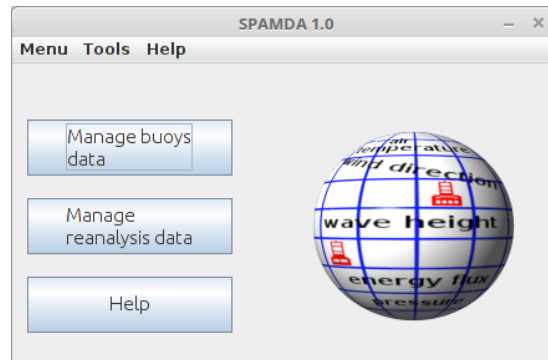 SPAMDA 1.0
Menu Tools Help
Manage buoys
data
Manage
reanalysis data
Help
air
temperature
wind direction
wave height
energy flux
pressure